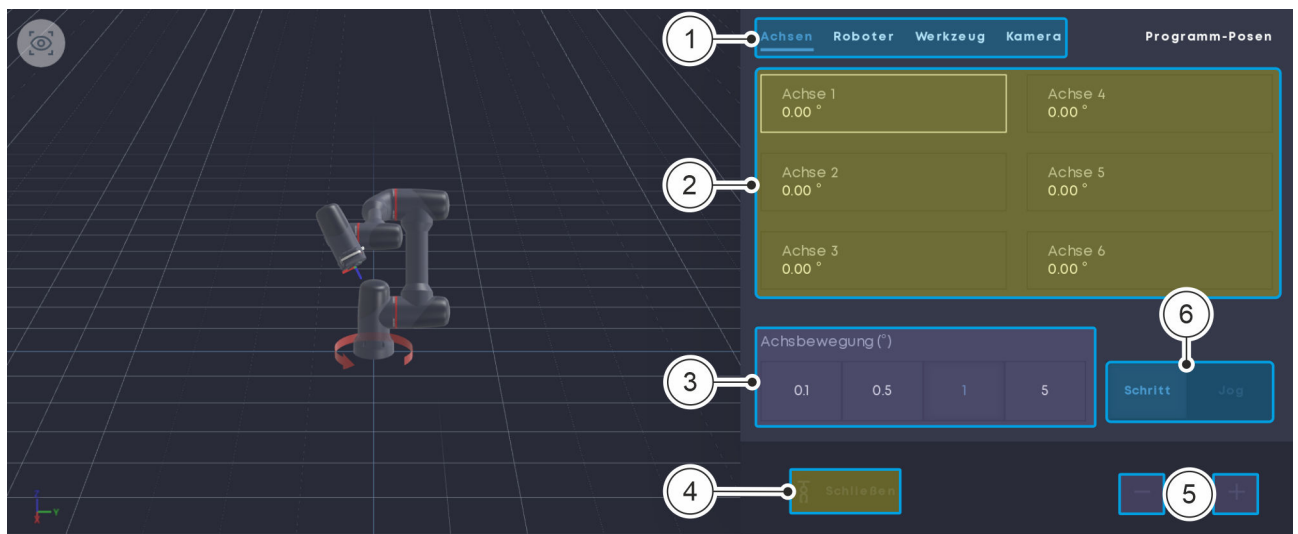 1
Achsen Roboter Werkzeug Kamera
Programm-Posen
Achse 1
0.00 °
Achse 4
0.00 °
2
Achse 2
0.00 °
Achse 5
0.00 °
Achse 3
0.00 °
Achse 6
0.00 °
6
Achsbewegung (°)
3
0.1 0.5 1 5
Schritt Jog
4
Schließen
− 5 +
Y